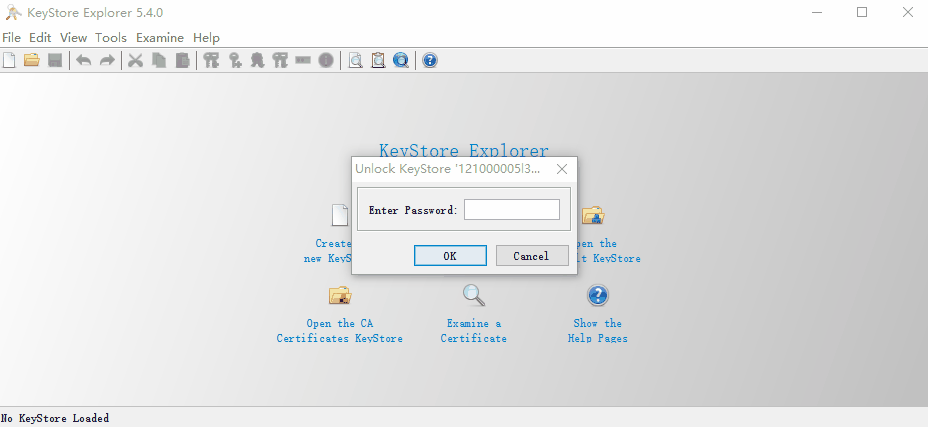 KeyStore Explorer 5.4.0
File Edit View Tools Examine Help
KeyStore Explorer
Unlock KeyStore '121000005l3...
Enter Password:
OK Cancel
Create
new KeyS
pen the
lt KeyStore
Open the CA
Certificates KeyStore
Examine a
Certificate
Show the
Help Pages
No KeyStore Loaded